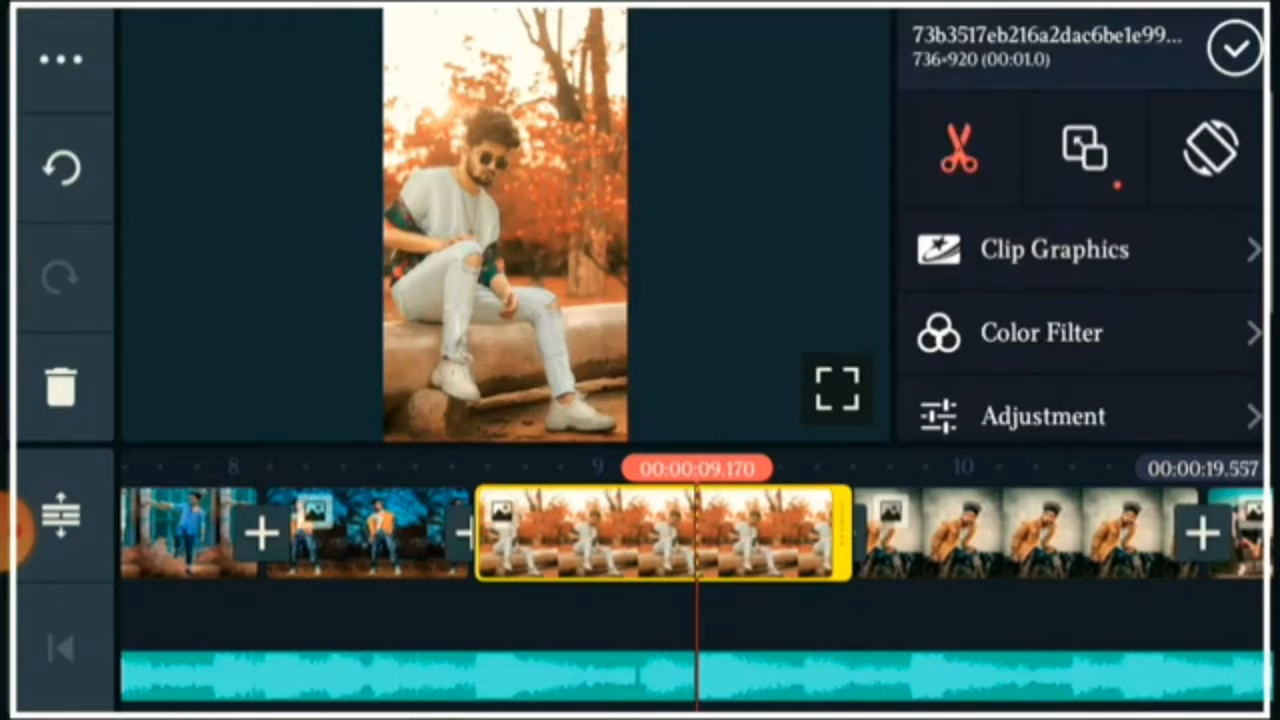 73b3517eb216a2dac6be1e99...
736×920 (00:01.0)
Clip Graphics
Color Filter
Adjustment
8
9
00:00:09.170
10
00:00:19.557